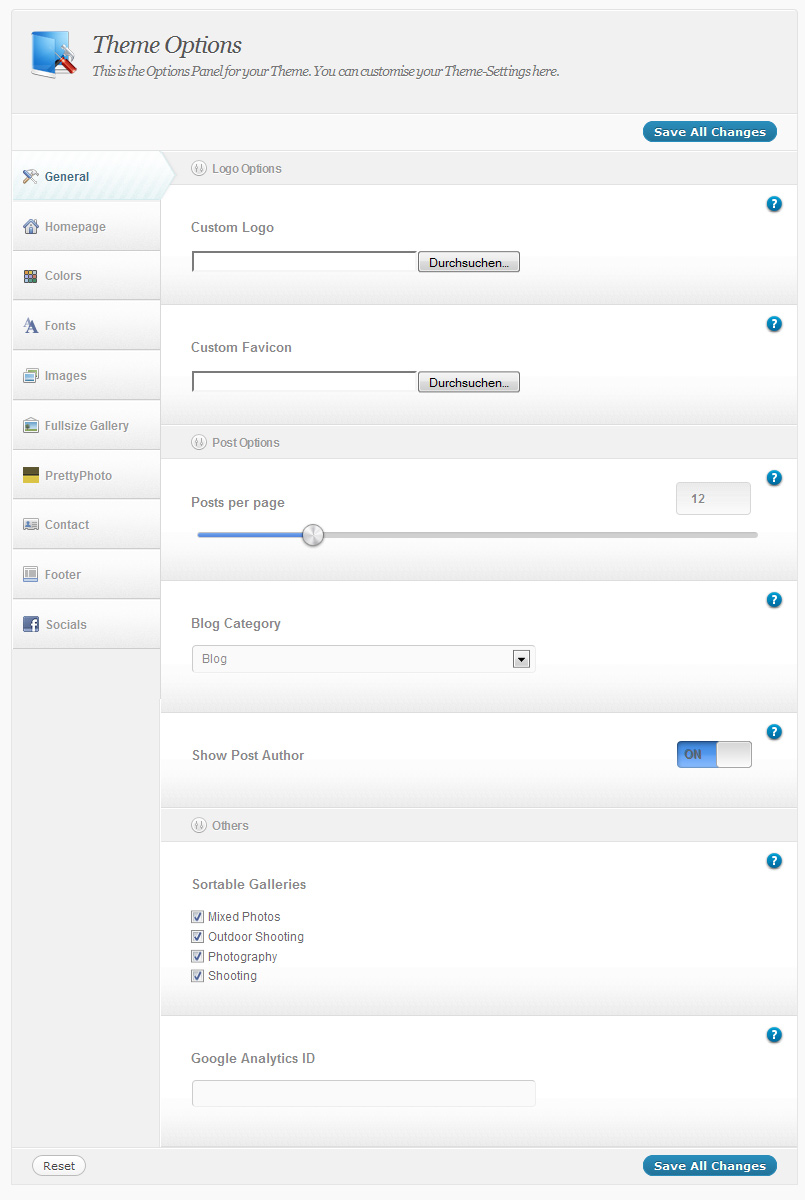 Theme Options
This is the Options Panel for your Theme. You can customise your Theme-Settings here.
Save All Changes
General
Homepage
Colors
Fonts
Images
Fullsize Gallery
PrettyPhoto
Contact
Footer
Socials
Logo Options
?
Custom Logo
Durchsuchen...
?
Custom Favicon
Durchsuchen...
Post Options
?
Posts per page
12
?
Blog Category
Blog
?
Show Post Author
ON
Others
?
Sortable Galleries
Mixed Photos
Outdoor Shooting
Photography
Shooting
?
Google Analytics ID
Reset
Save All Changes